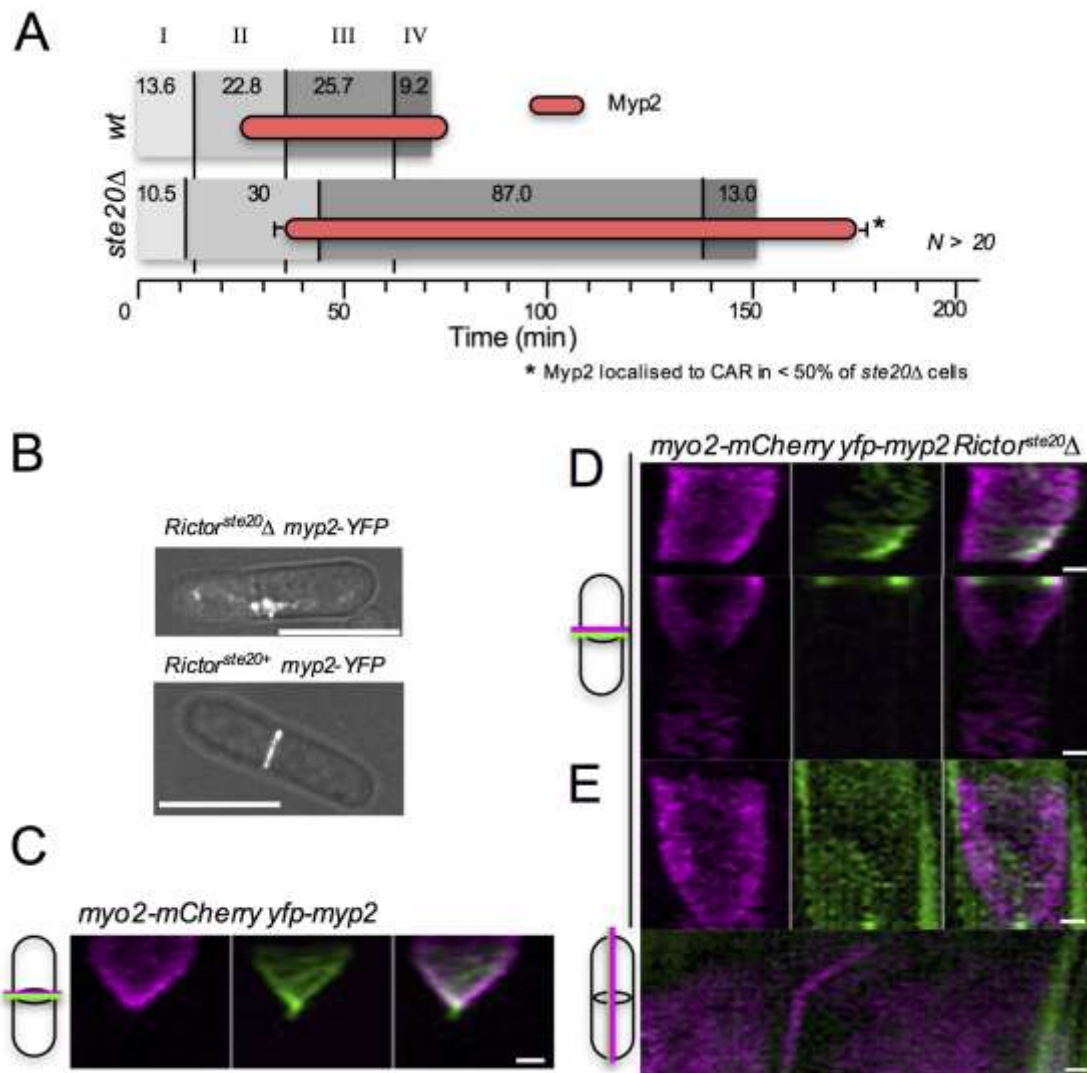 A
I II III IV
13.6 22.8 25.7 9.2
wt
Myp2
10.5 30 87.0 13.0
ste20Δ
*
N > 20
0 50 100 150 200
Time (min)
* Myp2 localised to CAR in < 50% of ste20Δ cells
B
Rictorste20Δ myp2-YFP
Rictorste20+ myp2-YFP
C
myo2-mCherry yfp-myp2
D
myo2-mCherry yfp-myp2 Rictorste20Δ
E